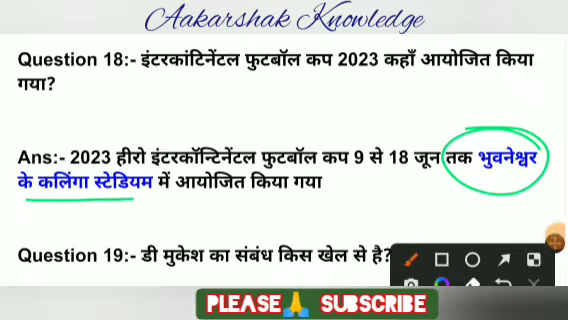 Aakarshak Knowledge
Question 18:- इंटरकांटिनेंटल फुटबॉल कप 2023 कहाँ आयोजित किया
गया?
Ans:- 2023 हीरो इंटरकॉन्टिनेंटल फुटबॉल कप 9 से 18 जून तक भुवनेश्वर
के कलिंगा स्टेडियम में आयोजित किया गया
Question 19:- डी मुकेश का संबंध किस खेल से है?
PLEASE🙏 SUBSCRIBE